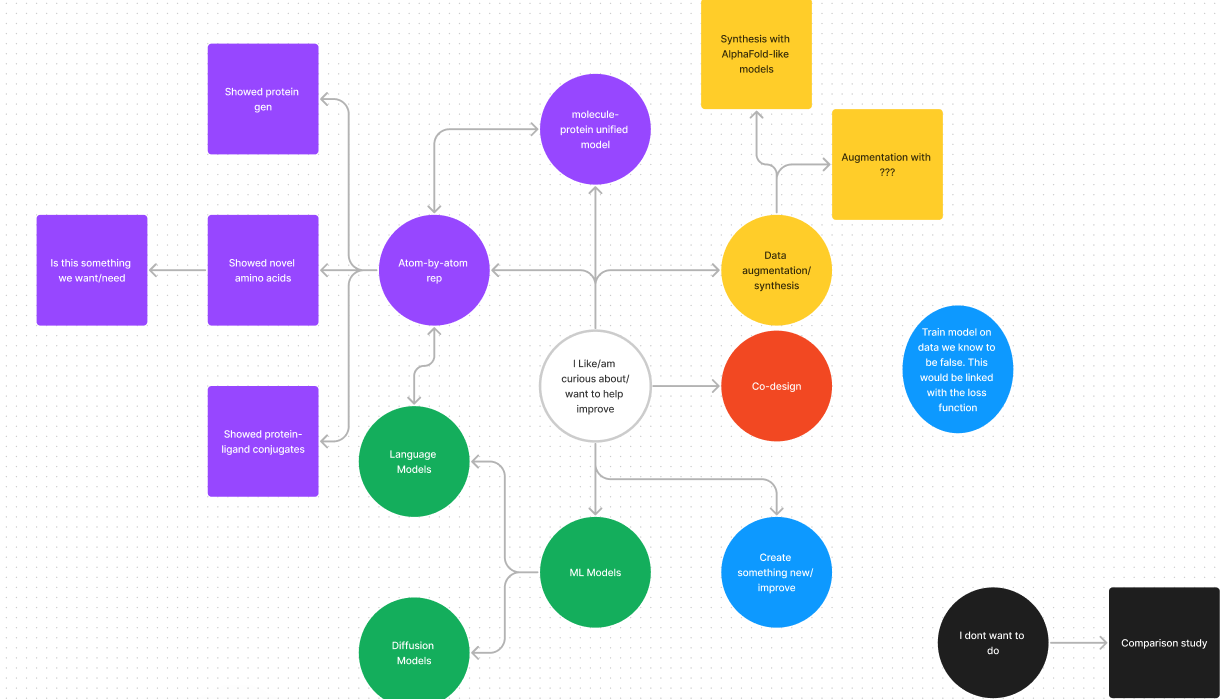 Synthesis with
AlphaFold-like
models
Showed protein
gen
molecule-
protein unified
model
Augmentation with
???
Is this something
we want/need
Showed novel
amino acids
Atom-by-atom
rep
Data
augmentation/
synthesis
I Like/am
curious about/
want to help
improve
Co-design
Train model on
data we know to
be false. This
would be linked
with the loss
function
Showed protein-
ligand conjugates
Language
Models
ML Models
Create
something new/
improve
Diffusion
Models
I dont want to
do
Comparison study